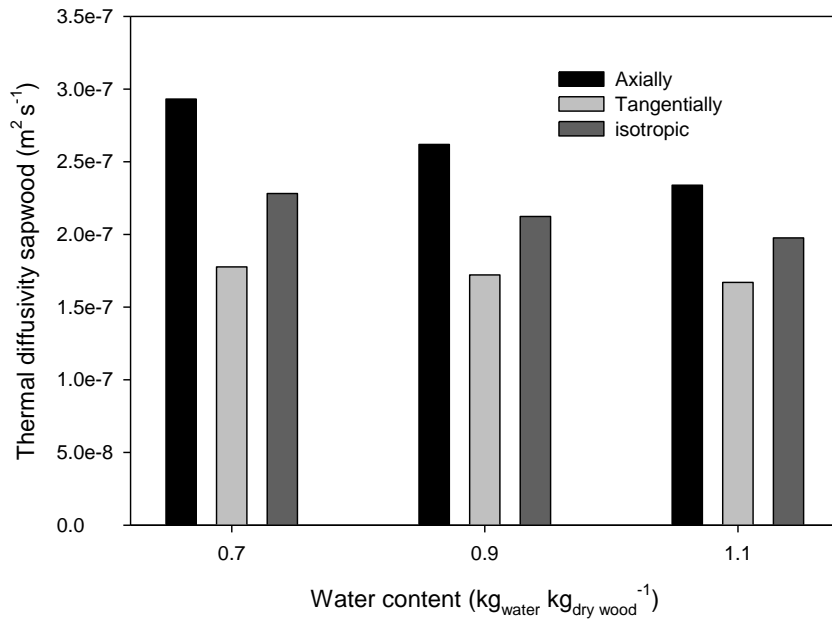 3.5e-7
3.0e-7
2.5e-7
2.0e-7
1.5e-7
1.0e-7
5.0e-8
0.0
Thermal diffusivity sapwood (m² s⁻¹)
Axially
Tangentially
isotropic
0.7 0.9 1.1
Water content (kg_water kg_dry wood⁻¹)